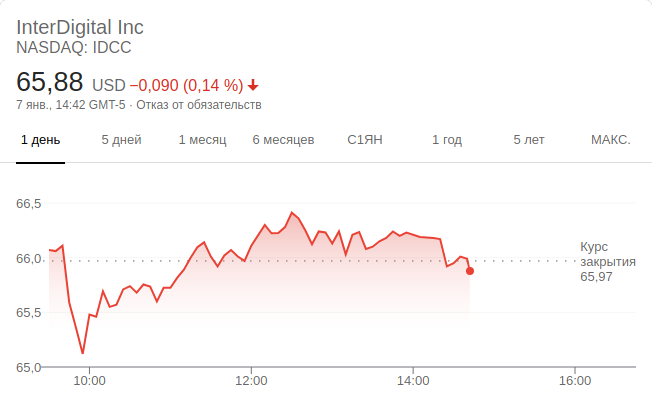 InterDigital Inc
NASDAQ: IDCC
65,88 USD −0,090 (0,14 %)
7 янв., 14:42 GMT-5 · Отказ от обязательств
1 день 5 дней 1 месяц 6 месяцев С1ЯН 1 год 5 лет МАКС.
66,5
66,0
65,5
65,0
Курс
закрытия
65,97
10:00 12:00 14:00 16:00